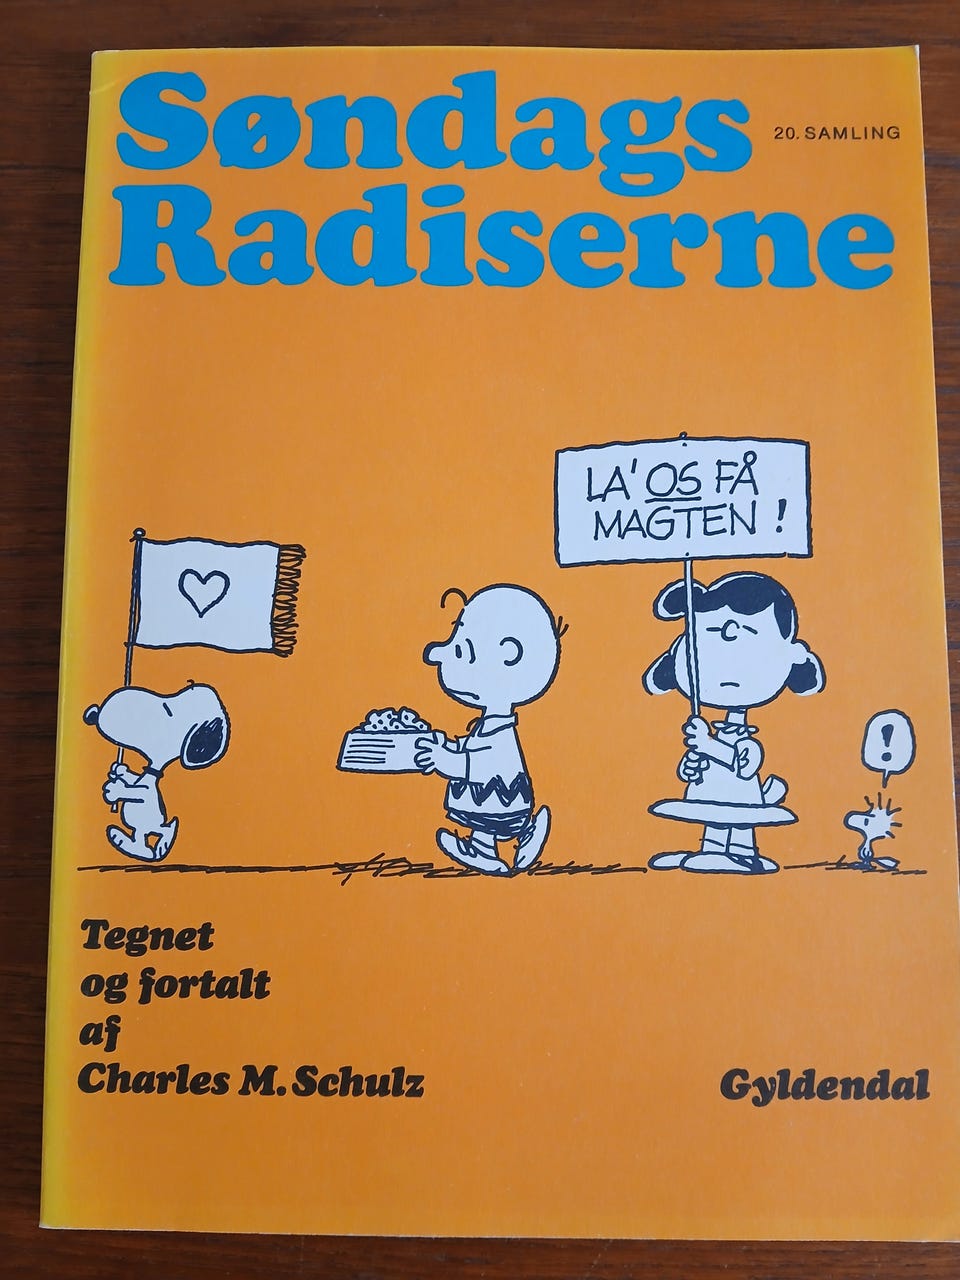 Søndags
20. SAMLING
Radiserne
LA' OS FÅ
MAGTEN !
!
Tegnet
og fortalt
af
Charles M. Schulz
Gyldendal